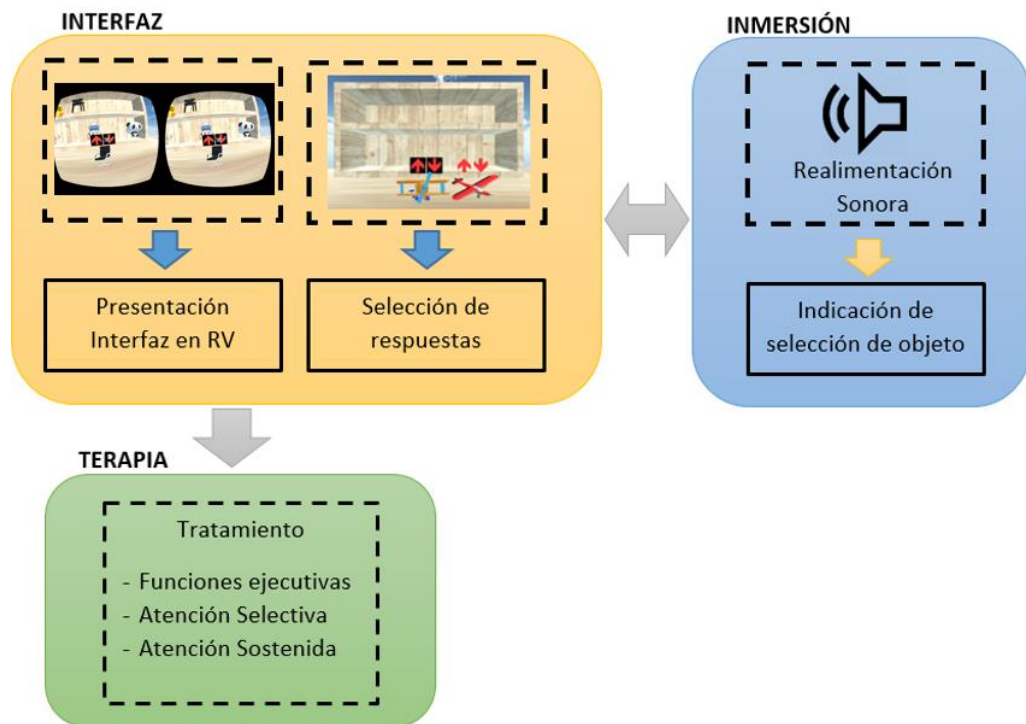 INTERFAZ
Presentación
Interfaz en RV
Selección de
respuestas
INMERSIÓN
Realimentación
Sonora
Indicación de
selección de objeto
TERAPIA
Tratamiento
- Funciones ejecutivas
- Atención Selectiva
- Atención Sostenida